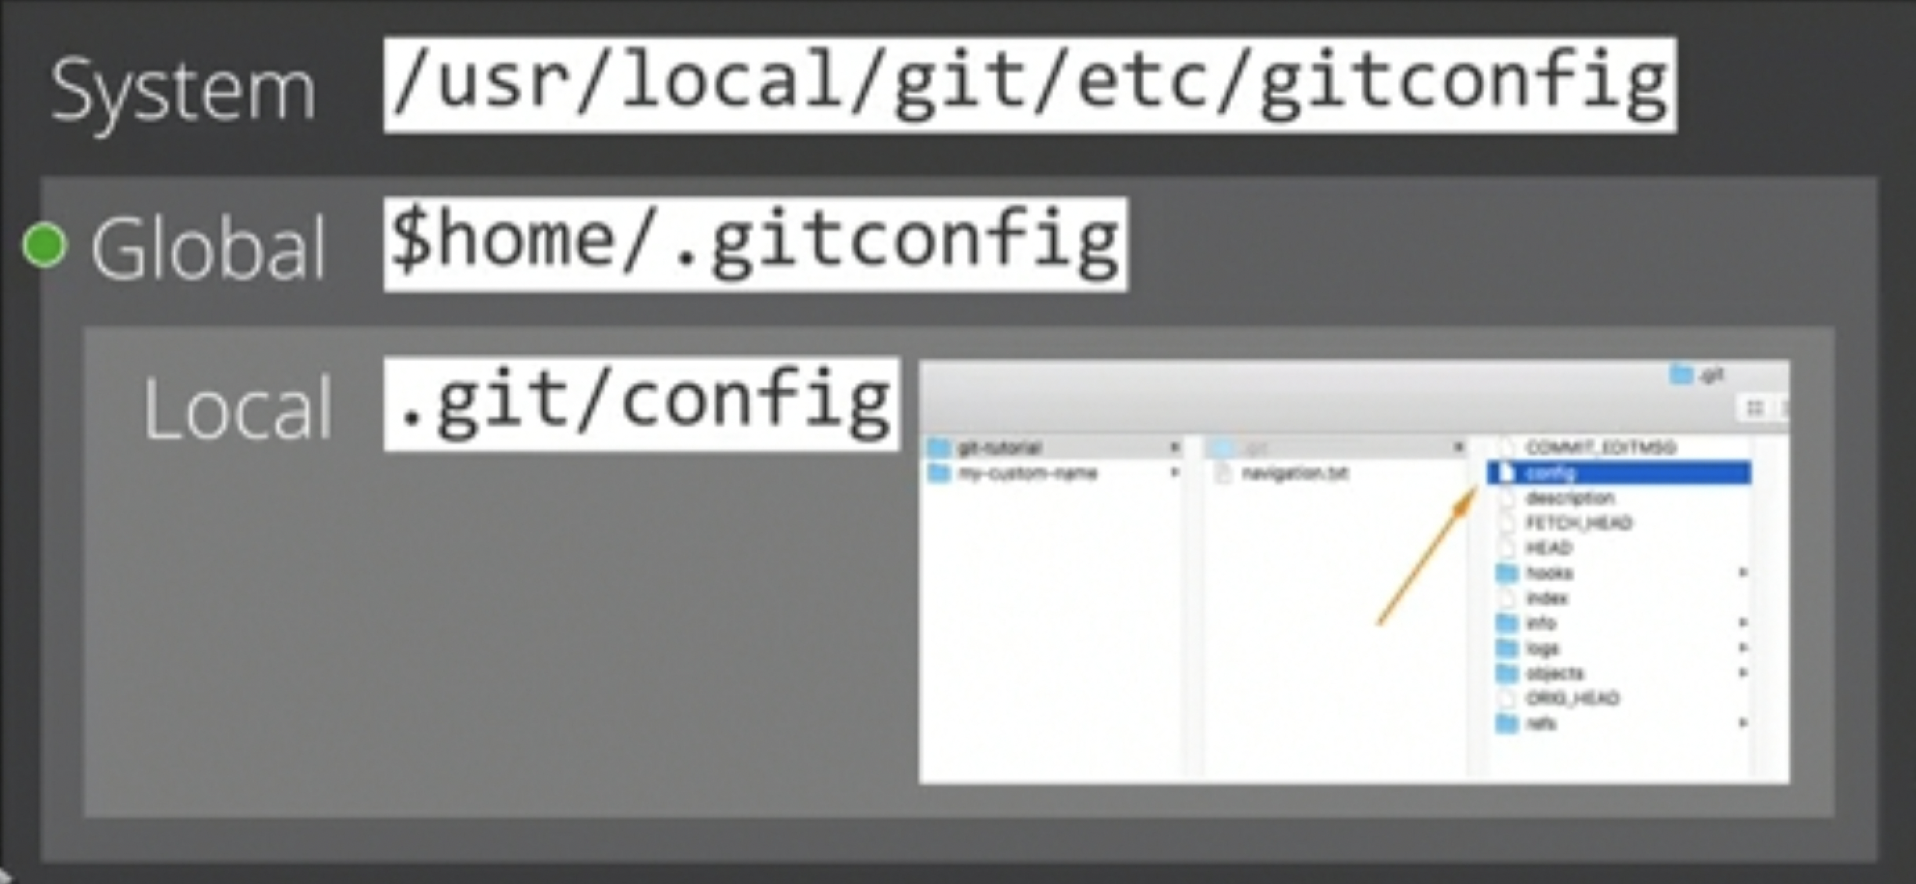 System /usr/local/git/etc/gitconfig
Global $home/.gitconfig
Local .git/config
.git
git-tutorial
my-custom-name
.git
navigation.txt
COMMIT_EDITMSG
config
description
FETCH_HEAD
HEAD
hooks
index
info
logs
objects
ORIG_HEAD
refs